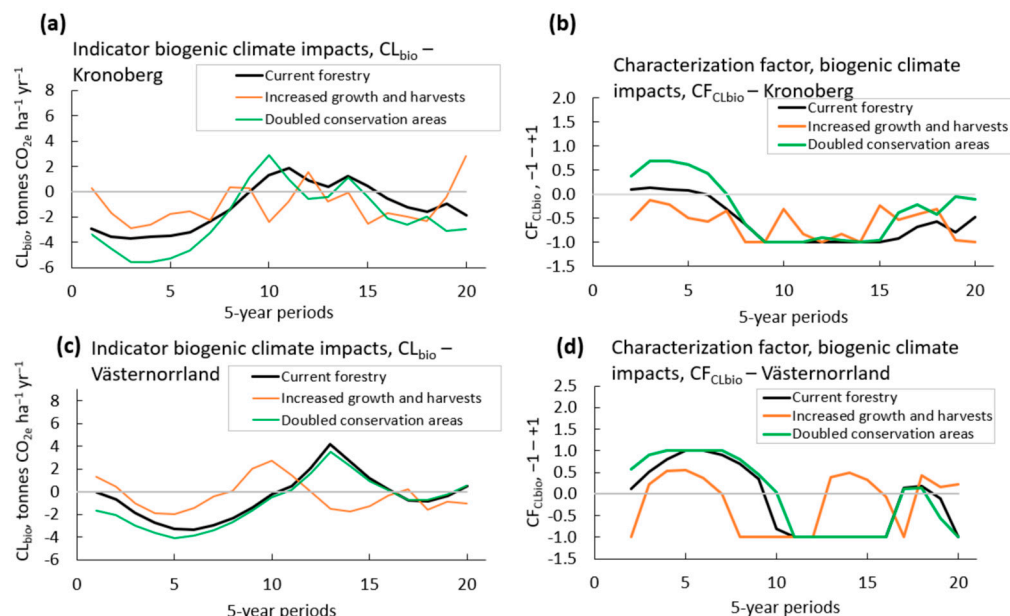 (a)
Indicator biogenic climate impacts, CLbio –
Kronoberg
Current forestry
Increased growth and harvests
Doubled conservation areas
CLbio, tonnes CO2e ha−1 yr−1
8
6
4
2
0
-2
-4
-6
0 5 10 15 20
5-year periods
(b)
Characterization factor, biogenic climate
impacts, CFCLbio – Kronoberg
Current forestry
Increased growth and harvests
Doubled conservation areas
CFCLbio, -1 – +1
2.0
1.5
1.0
0.5
0.0
-0.5
-1.0
-1.5
0 5 10 15 20
5-year periods
(c)
Indicator biogenic climate impacts, CLbio –
Västernorrland
Current forestry
Increased growth and harvests
Doubled conservation areas
CLbio, tonnes CO2e ha−1 yr−1
8
6
4
2
0
-2
-4
-6
0 5 10 15 20
5-year periods
(d)
Characterization factor, biogenic climate
impacts, CFCLbio – Västernorrland
Current forestry
Increased growth and harvests
Doubled conservation areas
CFCLbio, -1 – +1
2.5
2.0
1.5
1.0
0.5
0.0
-0.5
-1.0
-1.5
0 5 10 15 20
5-year periods